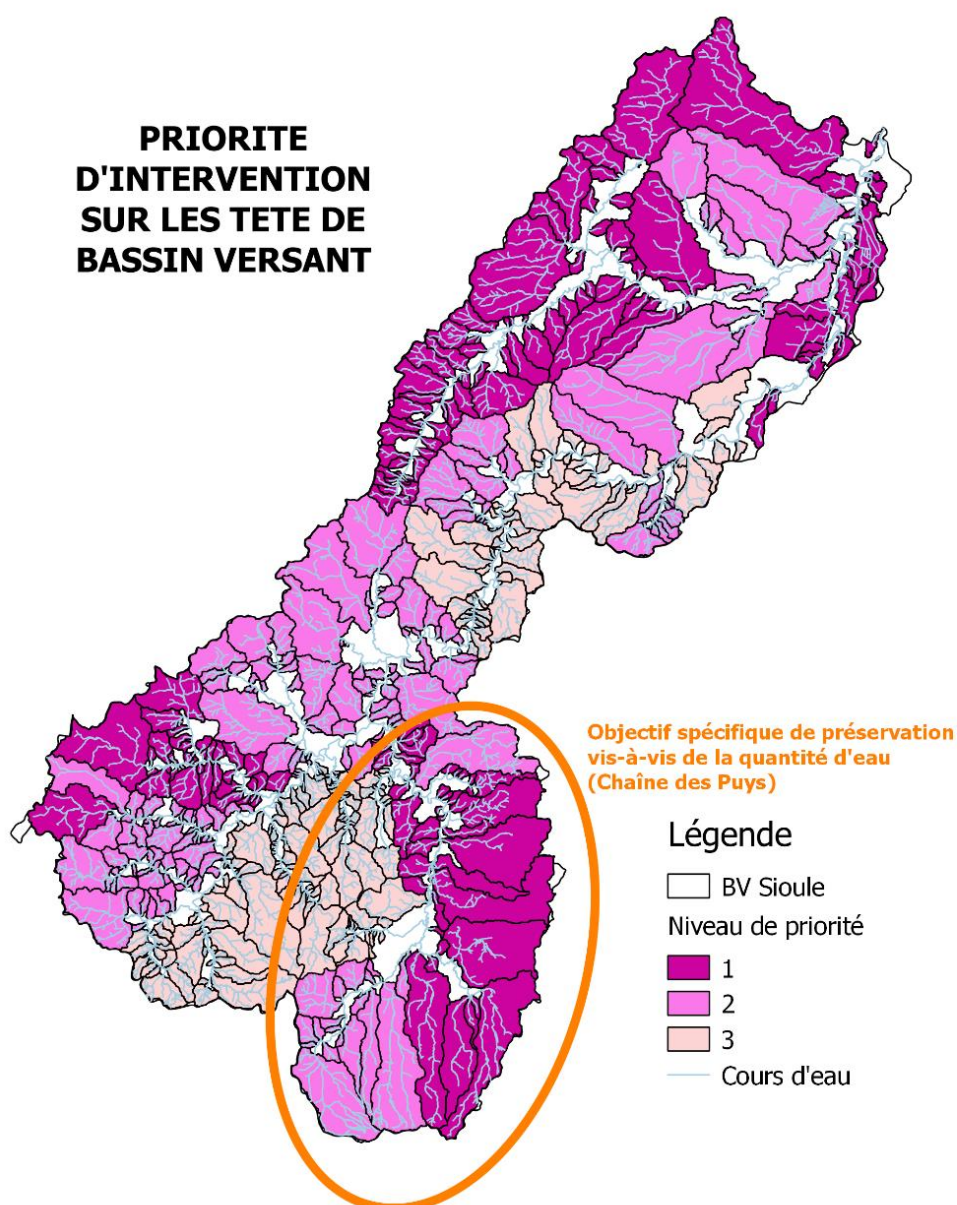 PRIORITE
D'INTERVENTION
SUR LES TETE DE
BASSIN VERSANT
Objectif spécifique de préservation
vis-à-vis de la quantité d'eau
(Chaîne des Puys)
Légende
BV Sioule
Niveau de priorité
1
2
3
Cours d'eau